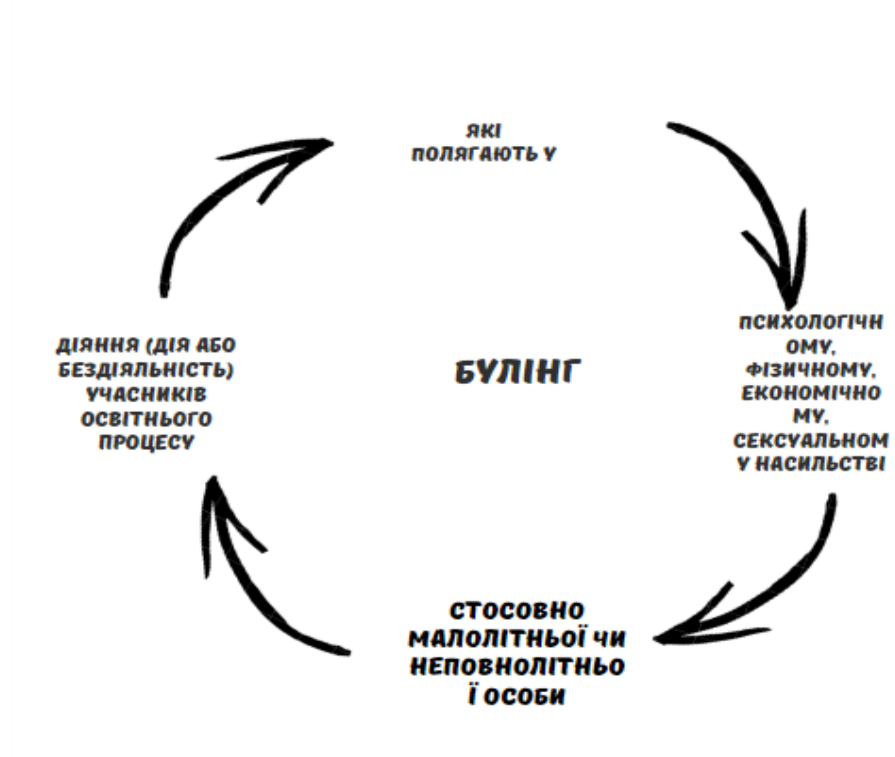 ЯКІ
ПОЛЯГАЮТЬ У
ПСИХОЛОГІЧН
ОМУ,
ФІЗИЧНОМУ,
ЕКОНОМІЧНО
МУ,
СЕКСУАЛЬНОМ
У НАСИЛЬСТВІ
ДІЯННЯ (ДІЯ АБО
БЕЗДІЯЛЬНІСТЬ)
УЧАСНИКІВ
ОСВІТНЬОГО
ПРОЦЕСУ
БУЛІНГ
СТОСОВНО
МАЛОЛІТНЬОЇ ЧИ
НЕПОВНОЛІТНЬО
Ї ОСОБИ